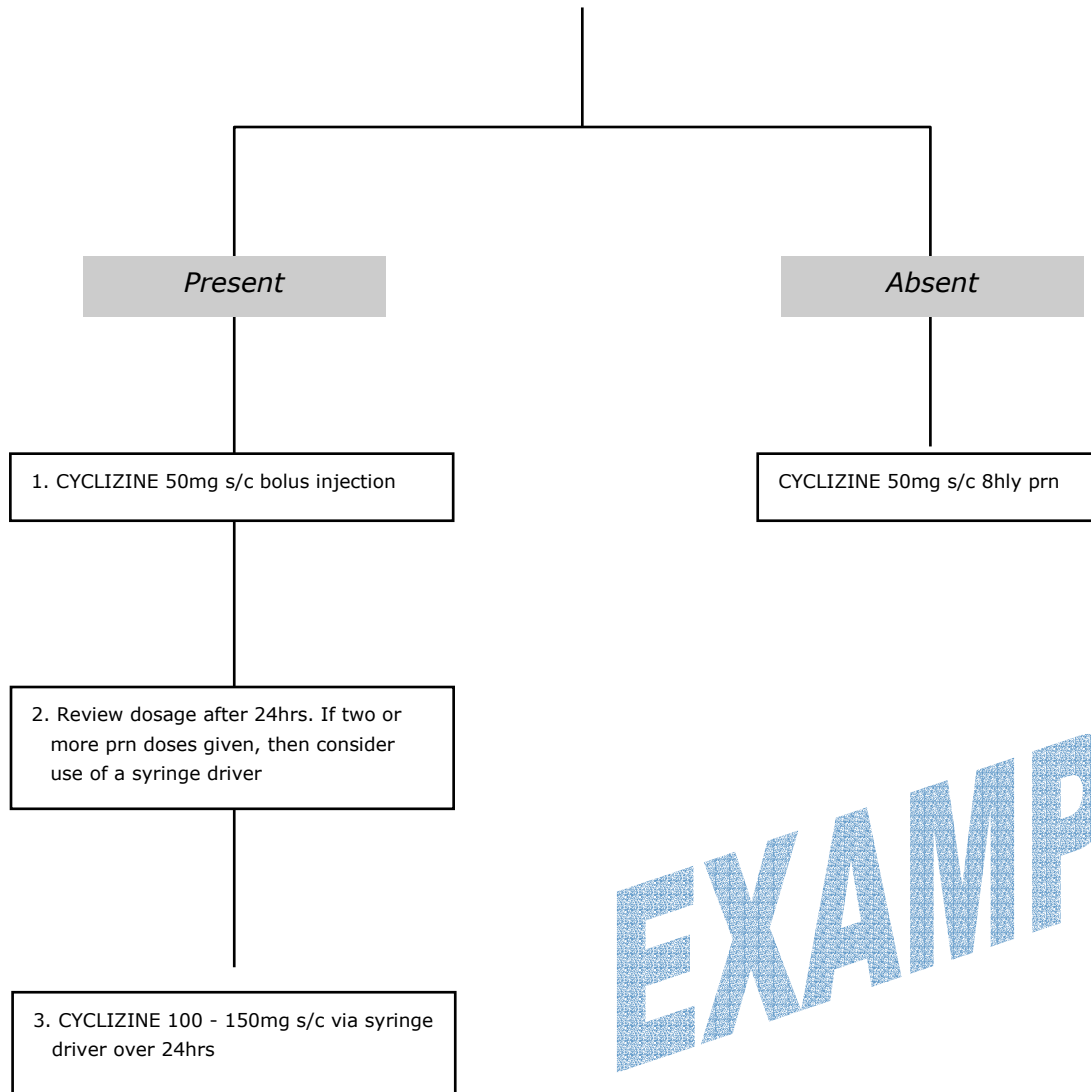 Present
Absent
1. CYCLIZINE 50mg s/c bolus injection
CYCLIZINE 50mg s/c 8hly prn
2. Review dosage after 24hrs. If two or
more prn doses given, then consider
use of a syringe driver
EXAMP
3. CYCLIZINE 100 - 150mg s/c via syringe
driver over 24hrs